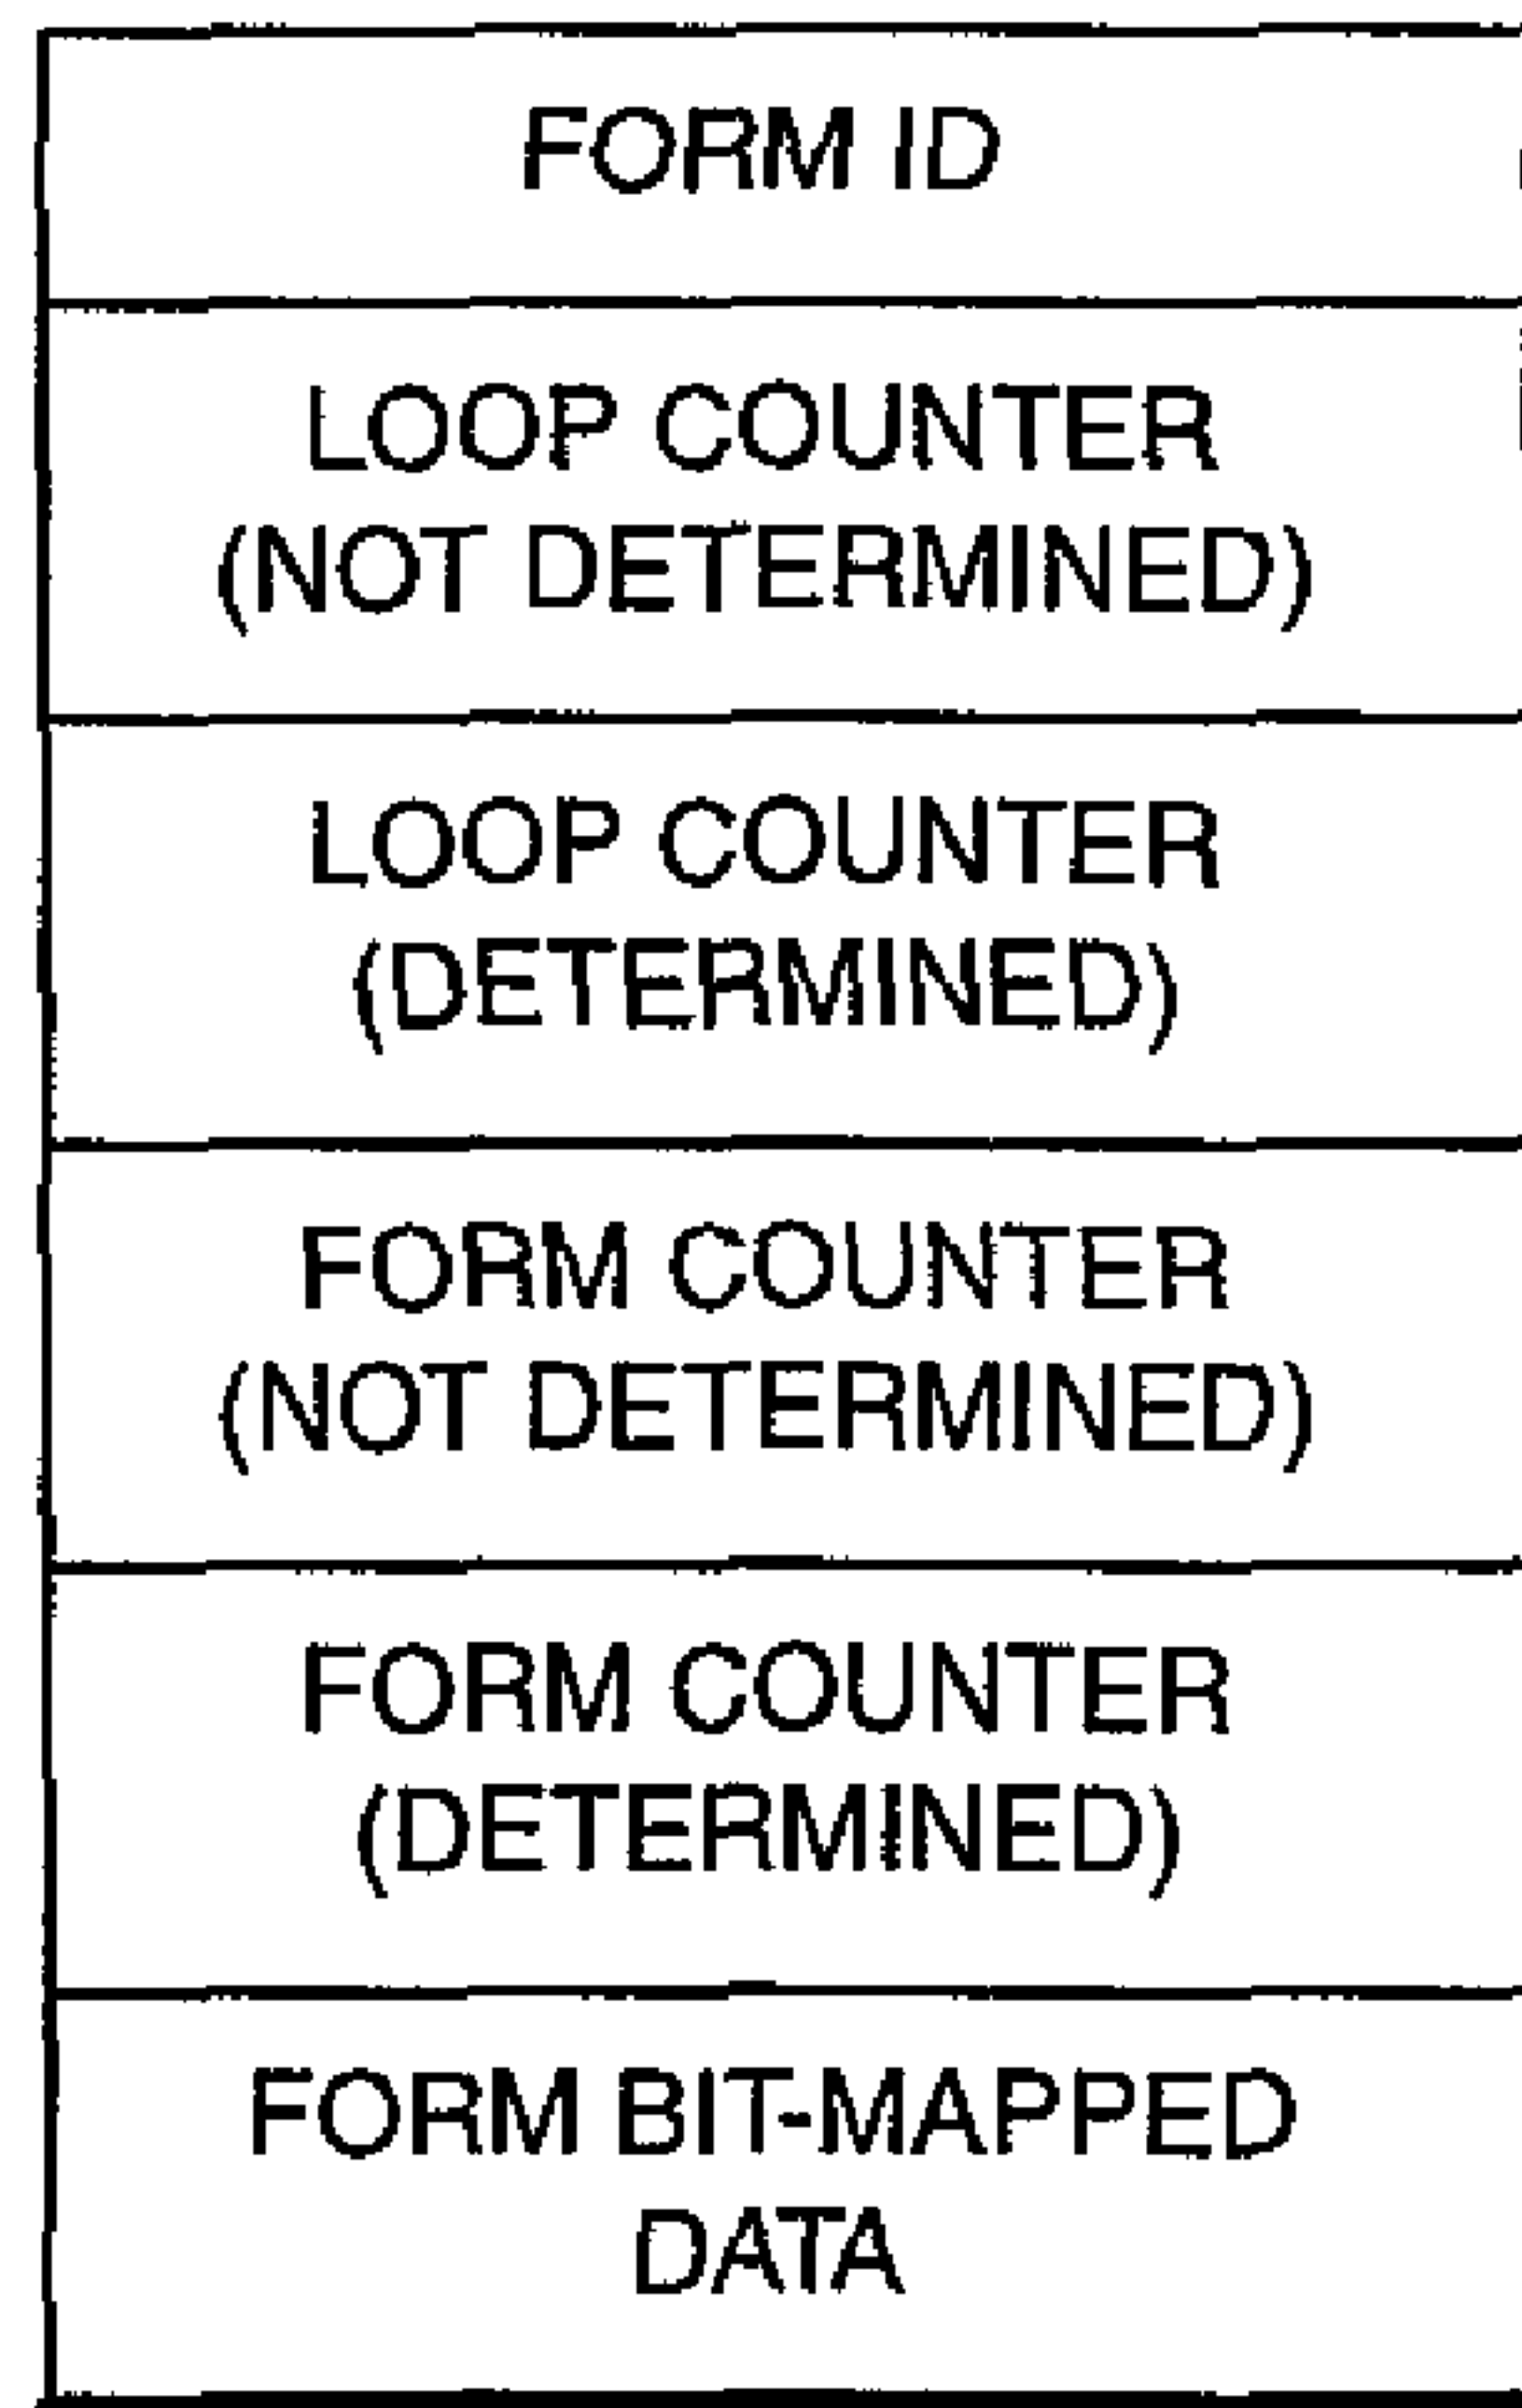 FORM ID
LOOP COUNTER
(NOT DETERMINED)
LOOP COUNTER
(DETERMINED)
FORM COUNTER
(NOT DETERMINED)
FORM COUNTER
(DETERMINED)
FORM BIT-MAPPED
DATA